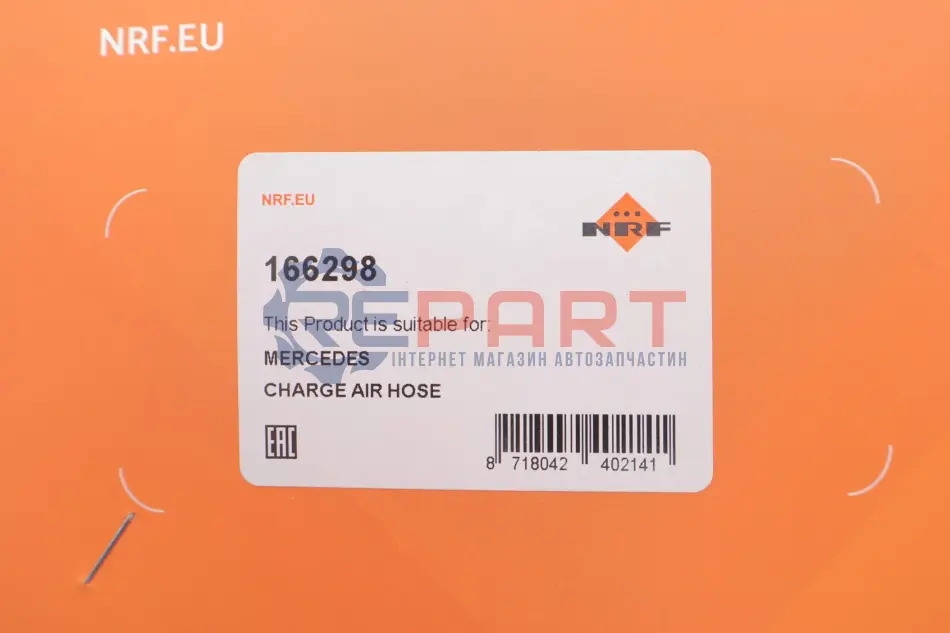 NRF.EU
NRF.EU
NRF
166298
REPART
This Product is suitable for:
MERCEDES
ІНТЕРНЕТ МАГАЗИН АВТОЗАПЧАСТИН
CHARGE AIR HOSE
EAC
8 718042 402141